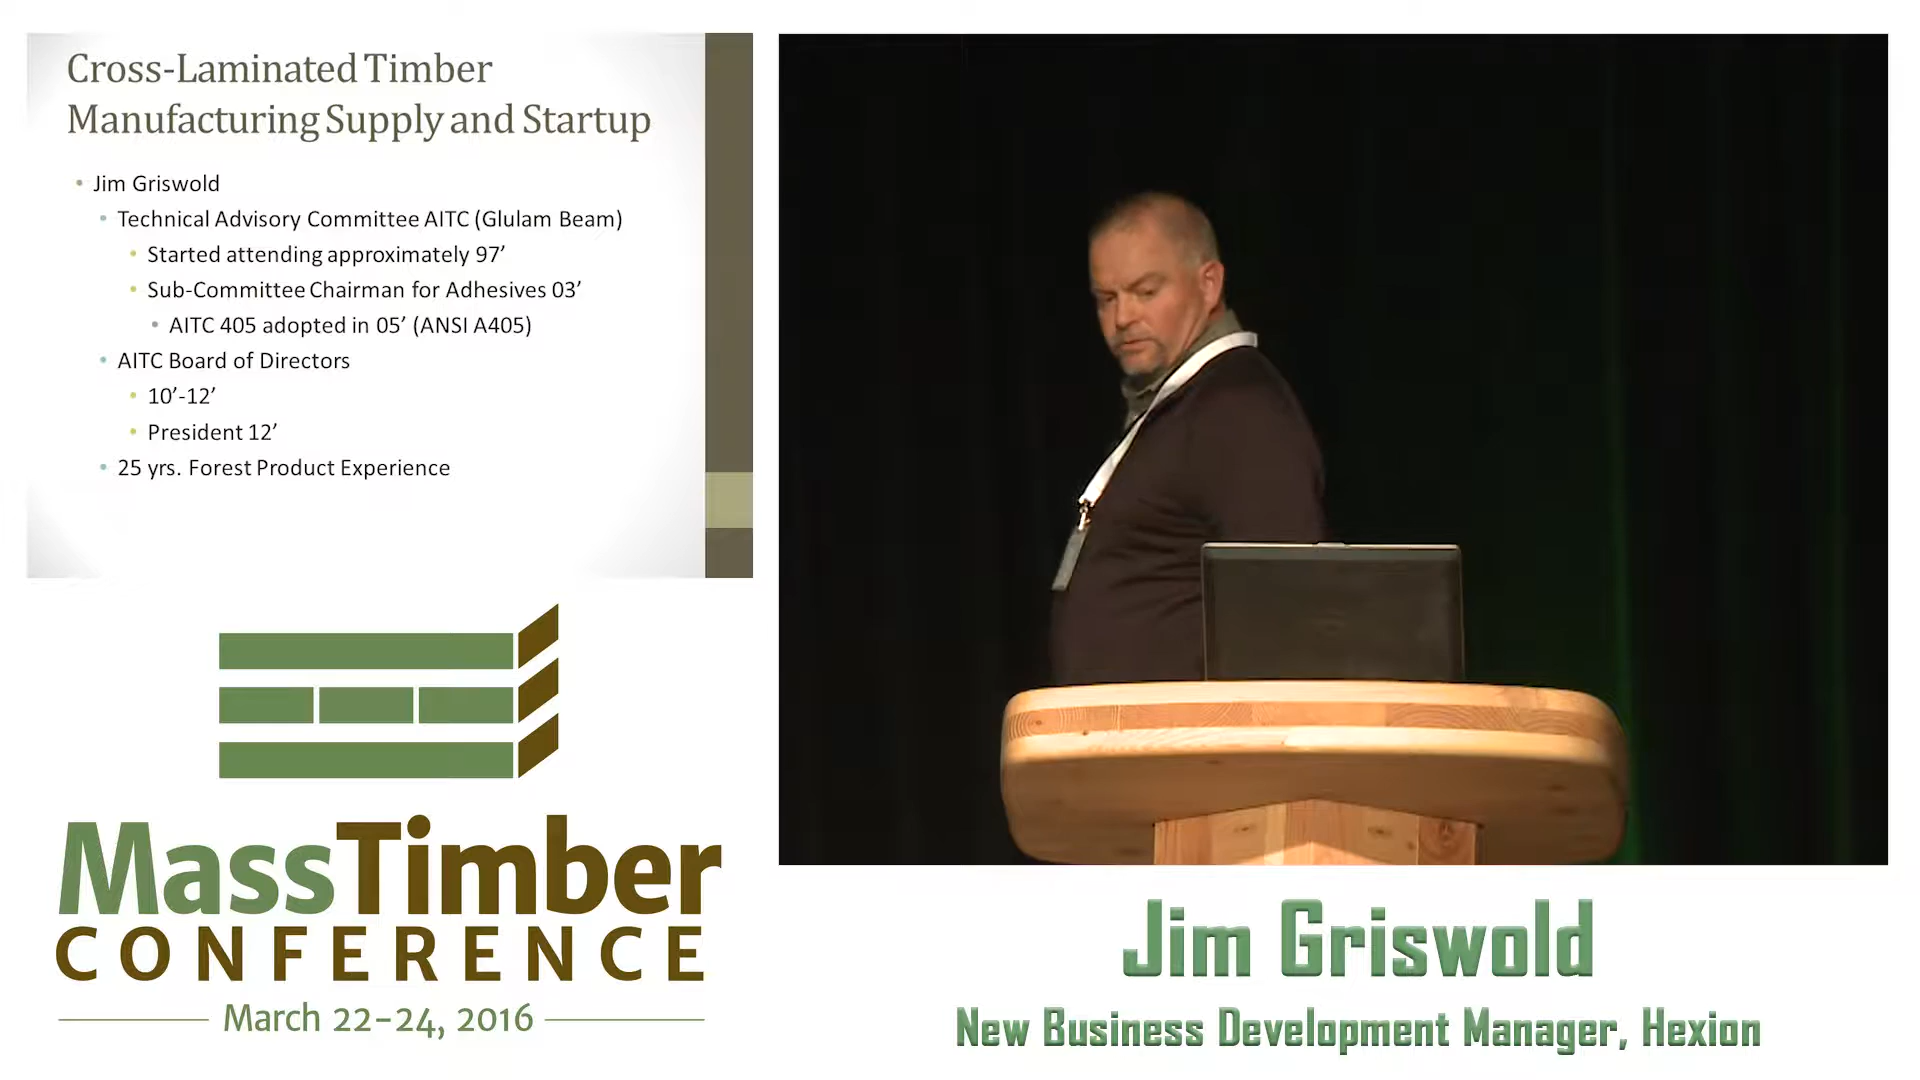 Cross-Laminated Timber
Manufacturing Supply and Startup
• Jim Griswold
• Technical Advisory Committee AITC (Glulam Beam)
• Started attending approximately 97’
• Sub-Committee Chairman for Adhesives 03’
• AITC 405 adopted in 05’ (ANSI A405)
• AITC Board of Directors
• 10’-12’
• President 12’
• 25 yrs. Forest Product Experience
MassTimber
CONFERENCE
March 22-24, 2016
Jim Griswold
New Business Development Manager, Hexion